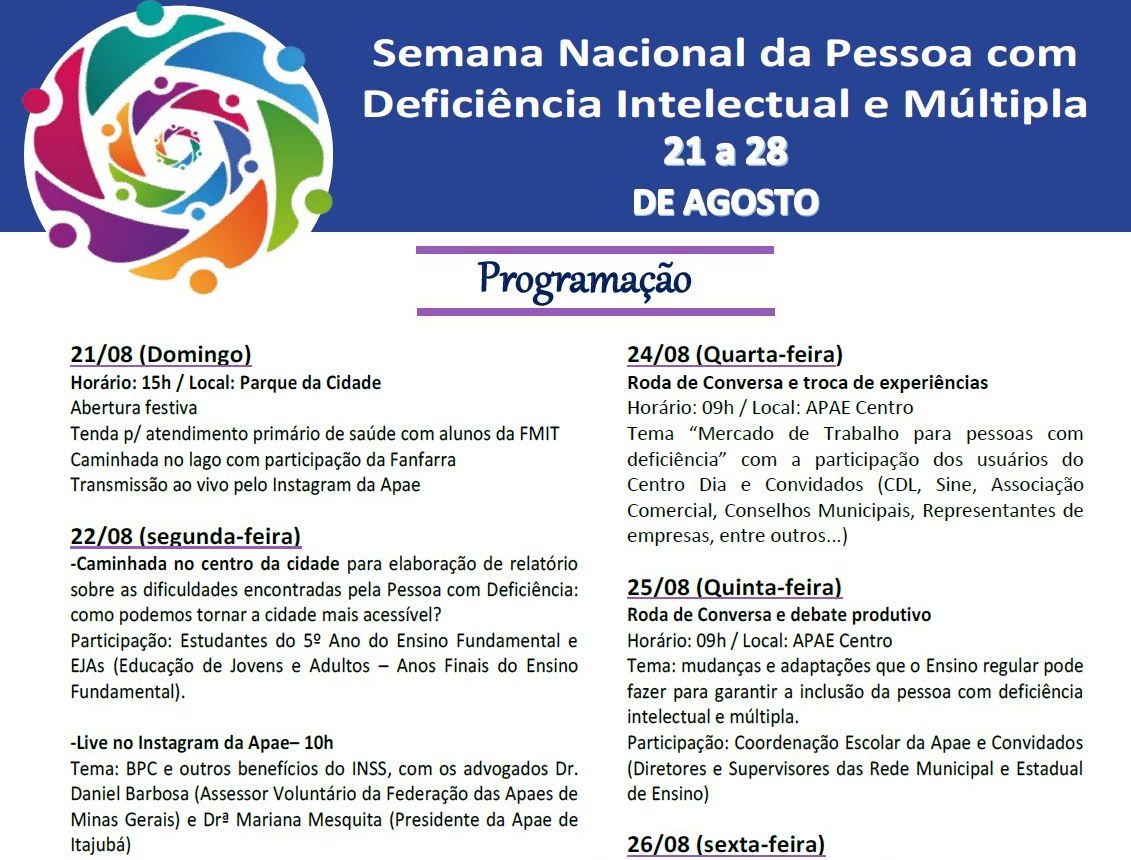 Semana Nacional da Pessoa com
Deficiência Intelectual e Múltipla
21 a 28
DE AGOSTO
Programação
21/08 (Domingo)
Horário: 15h / Local: Parque da Cidade
Abertura festiva
Tenda p/ atendimento primário de saúde com alunos da FMIT
Caminhada no lago com participação da Fanfarra
Transmissão ao vivo pelo Instagram da Apae
22/08 (segunda-feira)
-Caminhada no centro da cidade para elaboração de relatório
sobre as dificuldades encontradas pela Pessoa com Deficiência:
como podemos tornar a cidade mais acessível?
Participação: Estudantes do 5º Ano do Ensino Fundamental e
EJAs (Educação de Jovens e Adultos – Anos Finais do Ensino
Fundamental).
-Live no Instagram da Apae– 10h
Tema: BPC e outros benefícios do INSS, com os advogados Dr.
Daniel Barbosa (Assessor Voluntário da Federação das Apaes de
Minas Gerais) e Drª Mariana Mesquita (Presidente da Apae de
Itajubá)
24/08 (Quarta-feira)
Roda de Conversa e troca de experiências
Horário: 09h / Local: APAE Centro
Tema “Mercado de Trabalho para pessoas com
deficiência” com a participação dos usuários do
Centro Dia e Convidados (CDL, Sine, Associação
Comercial, Conselhos Municipais, Representantes de
empresas, entre outros...)
25/08 (Quinta-feira)
Roda de Conversa e debate produtivo
Horário: 09h / Local: APAE Centro
Tema: mudanças e adaptações que o Ensino regular pode
fazer para garantir a inclusão da pessoa com deficiência
intelectual e múltipla.
Participação: Coordenação Escolar da Apae e Convidados
(Diretores e Supervisores das Rede Municipal e Estadual
de Ensino)
26/08 (sexta-feira)